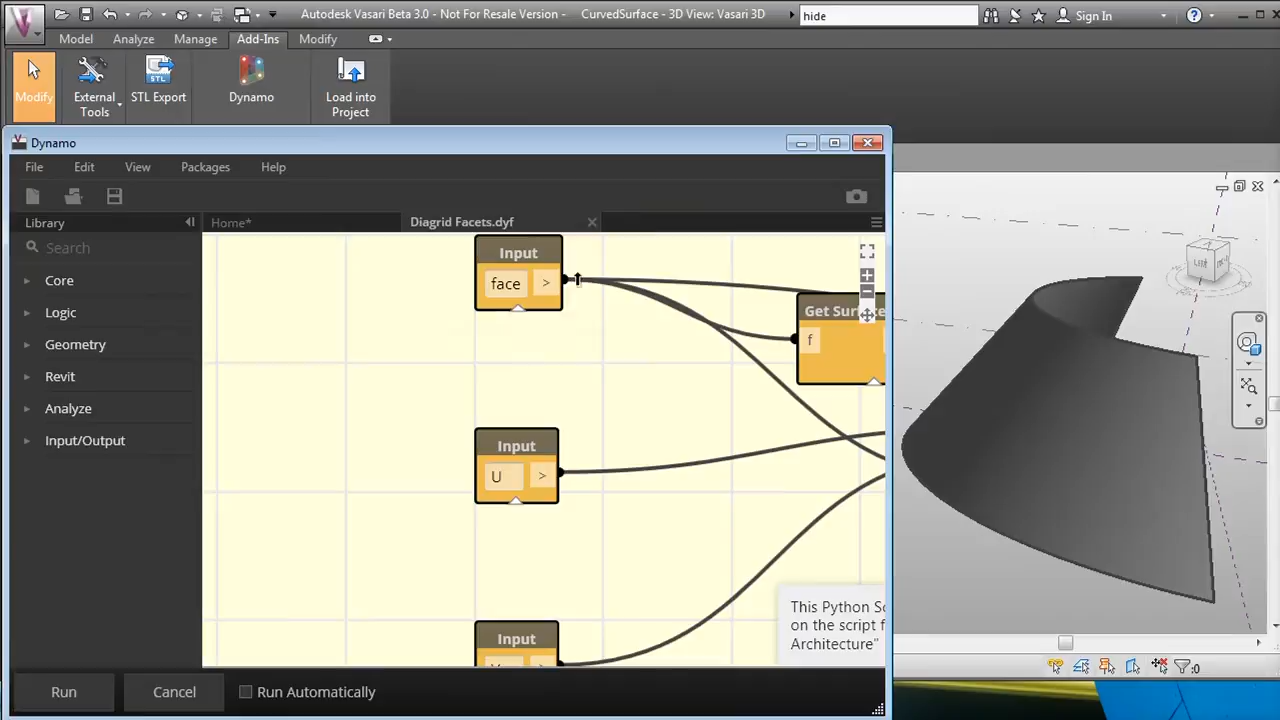 Autodesk Vasari Beta 3.0 - Not For Resale Version - CurvedSurface - 3D View: Vasari 3D
hide
Sign In
Model
Analyze
Manage
Add-Ins
Modify
Modify
External Tools
STL
STL Export
Dynamo
Load into Project
Dynamo
File
Edit
View
Packages
Help
Library
Home*
Diagrid Facets.dyf
Search
Core
Logic
Geometry
Revit
Analyze
Input/Output
Input
face >
Get Surf
f
Input
U >
Input
This Python Sc
on the script f
Architecture"
Run
Cancel
Run Automatically
:0